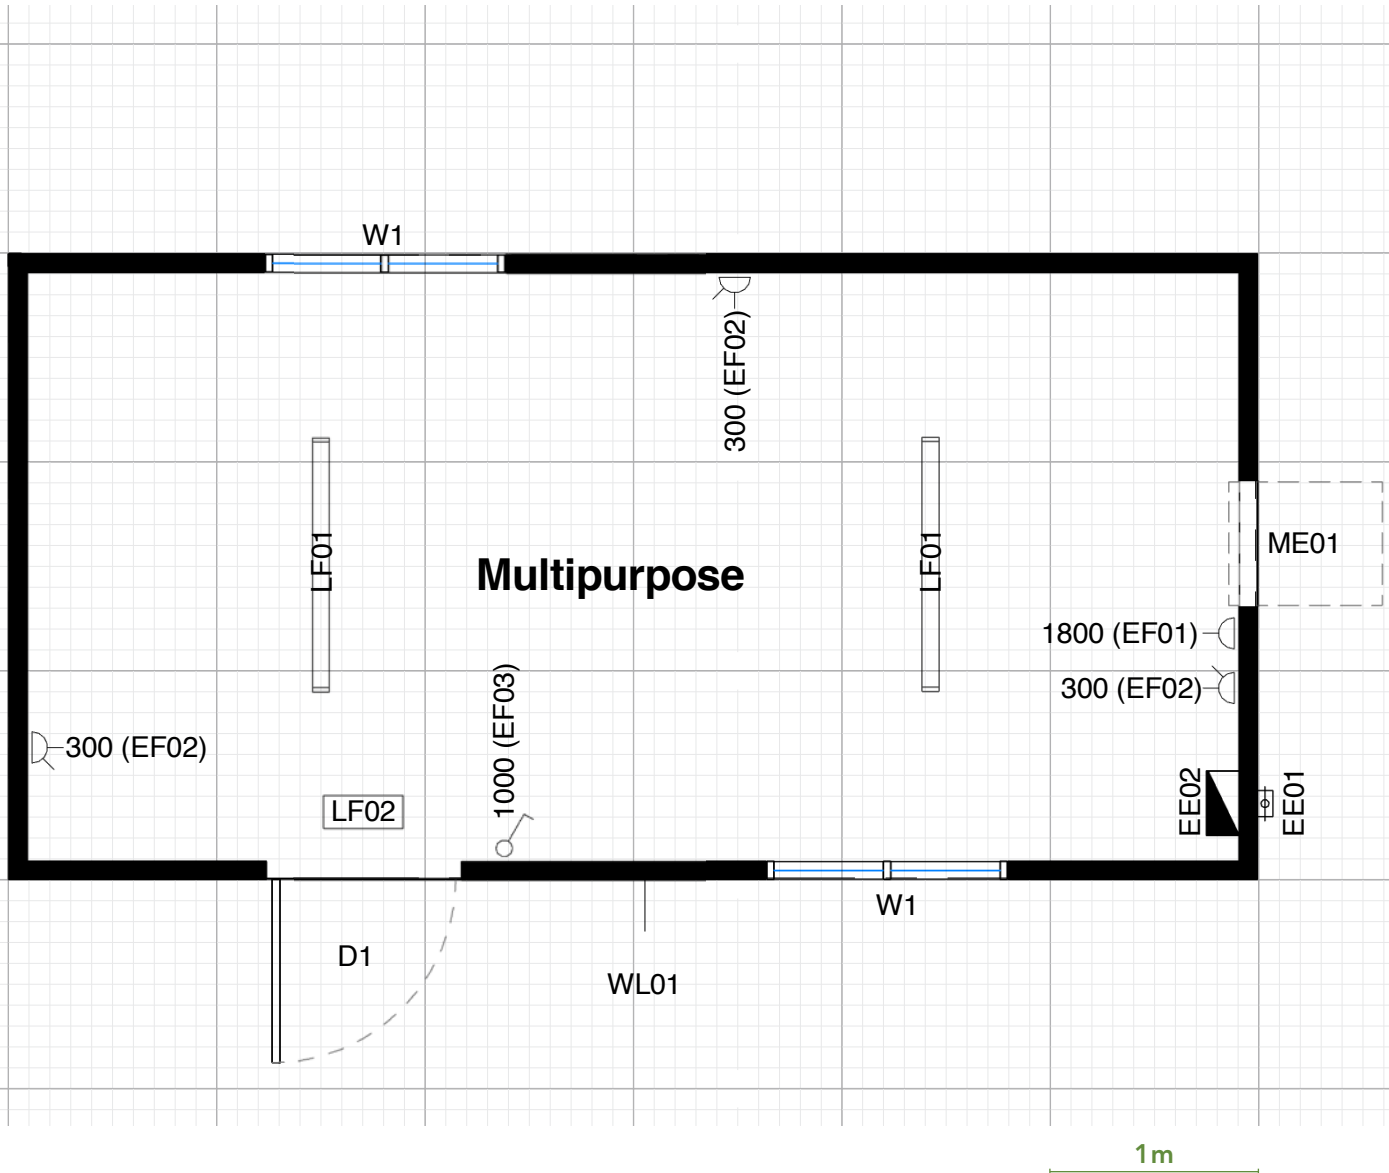 W1
300 (EF02)
LF01
LF01
Multipurpose
ME01
1800 (EF01)
300 (EF02)
1000 (EF03)
300 (EF02)
LF02
EE02
EE01
W1
D1
WL01
1m